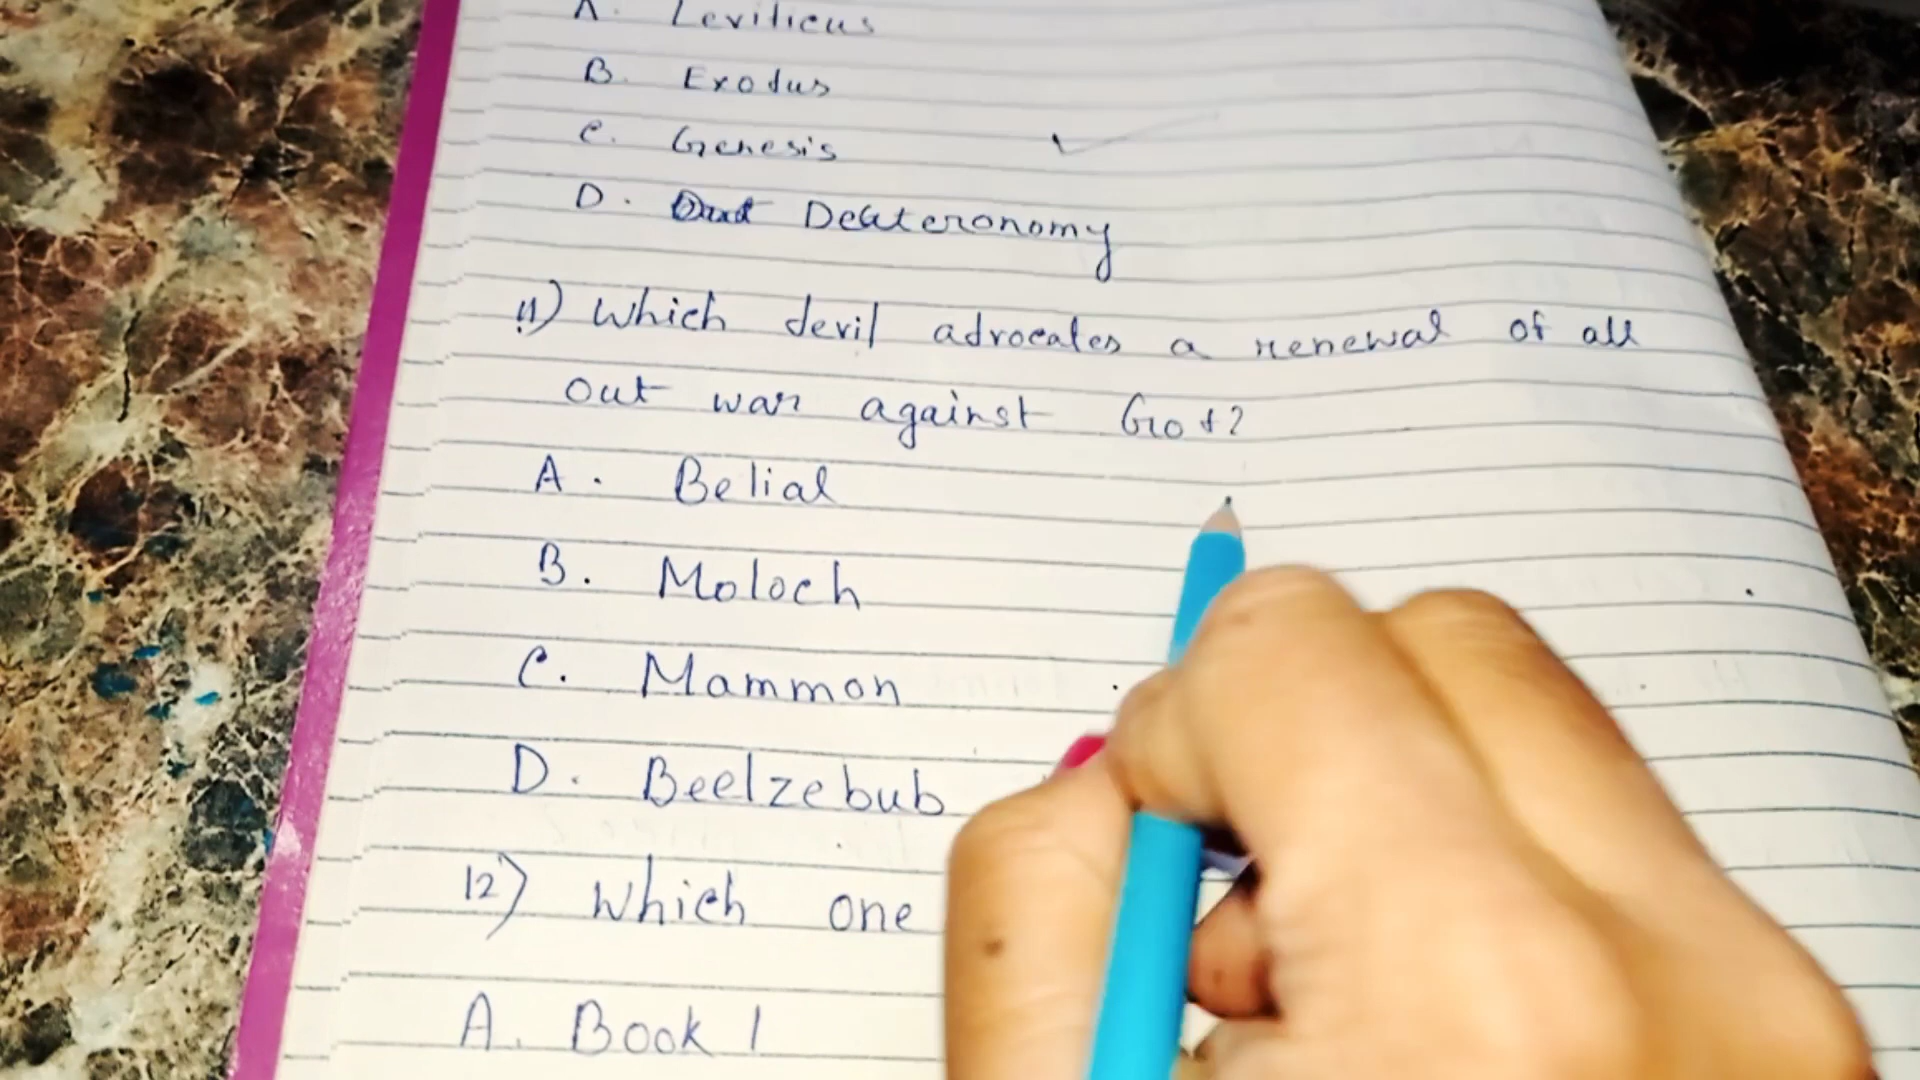 A. Leviticus
B. Exodus
C. Genesis
D. Deuteronomy
11) Which devil advocates a renewal of all
out war against God?
A. Belial
B. Moloch
C. Mammon
D. Beelzebub
12) Which one
A. Book 1